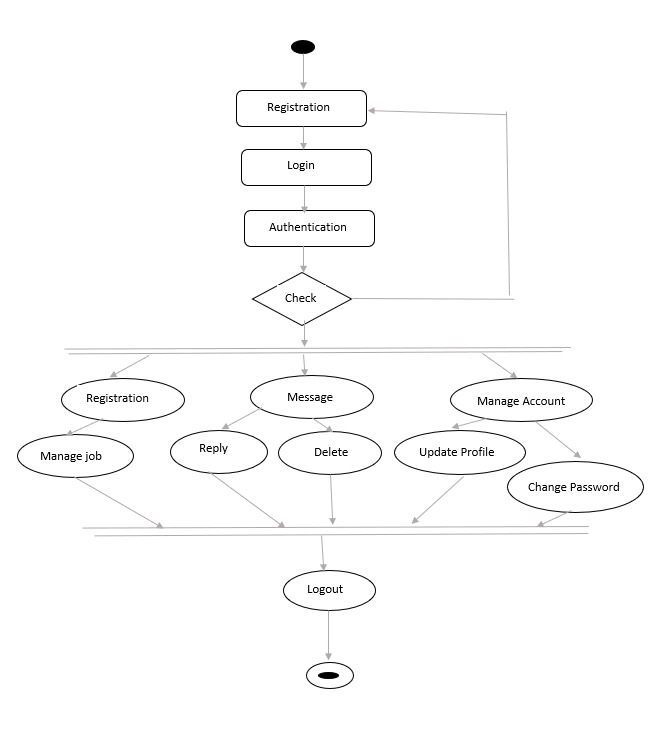 Registration
Login
Authentication
Check
Registration
Message
Manage Account
Manage job
Reply
Delete
Update Profile
Change Password
Logout